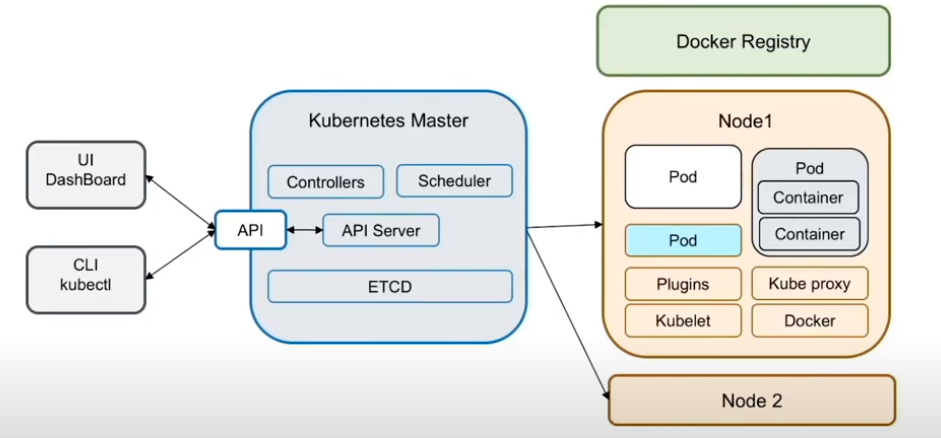 UI
DashBoard
CLI
kubectl
API
Kubernetes Master
Controllers
Scheduler
API Server
ETCD
Docker Registry
Node1
Pod
Pod
Container
Container
Pod
Plugins
Kube proxy
Kubelet
Docker
Node 2